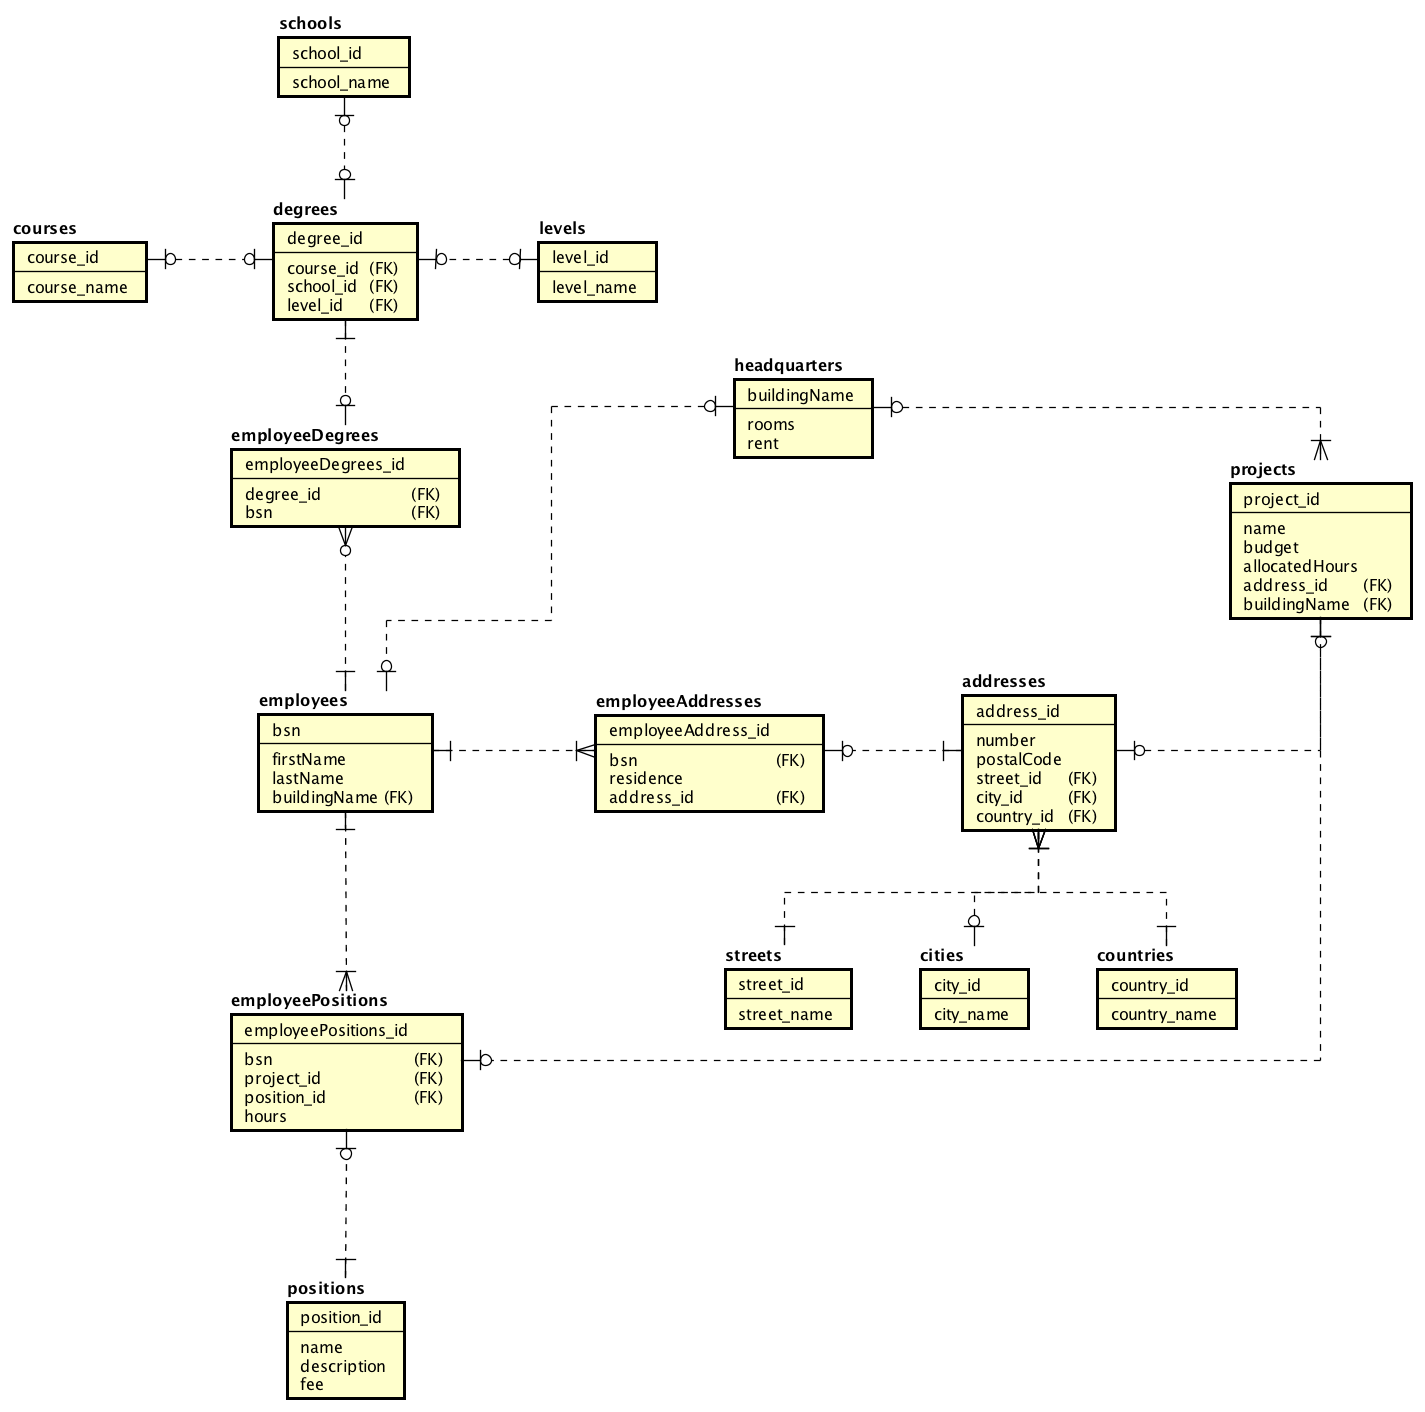 schools
school_id
school_name
courses
course_id
course_name
degrees
degree_id
course_id (FK)
school_id (FK)
level_id (FK)
levels
level_id
level_name
headquarters
buildingName
rooms
rent
employeeDegrees
employeeDegrees_id
degree_id (FK)
bsn (FK)
projects
project_id
name
budget
allocatedHours
address_id (FK)
buildingName (FK)
employees
bsn
firstName
lastName
buildingName (FK)
employeeAddresses
employeeAddress_id
bsn (FK)
residence
address_id (FK)
addresses
address_id
number
postalCode
street_id (FK)
city_id (FK)
country_id (FK)
streets
street_id
street_name
cities
city_id
city_name
countries
country_id
country_name
employeePositions
employeePositions_id
bsn (FK)
project_id (FK)
position_id (FK)
hours
positions
position_id
name
description
fee